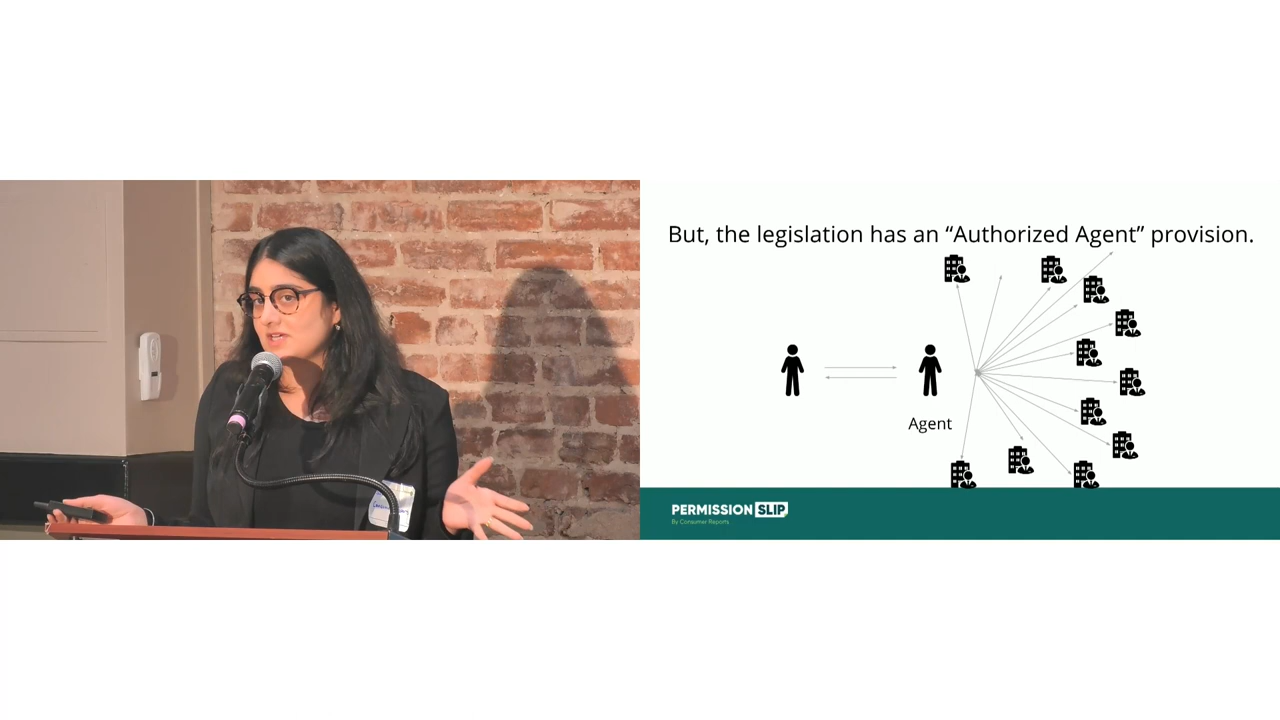 But, the legislation has an “Authorized Agent” provision.
Agent
PERMISSION SLIP
By Consumer Reports